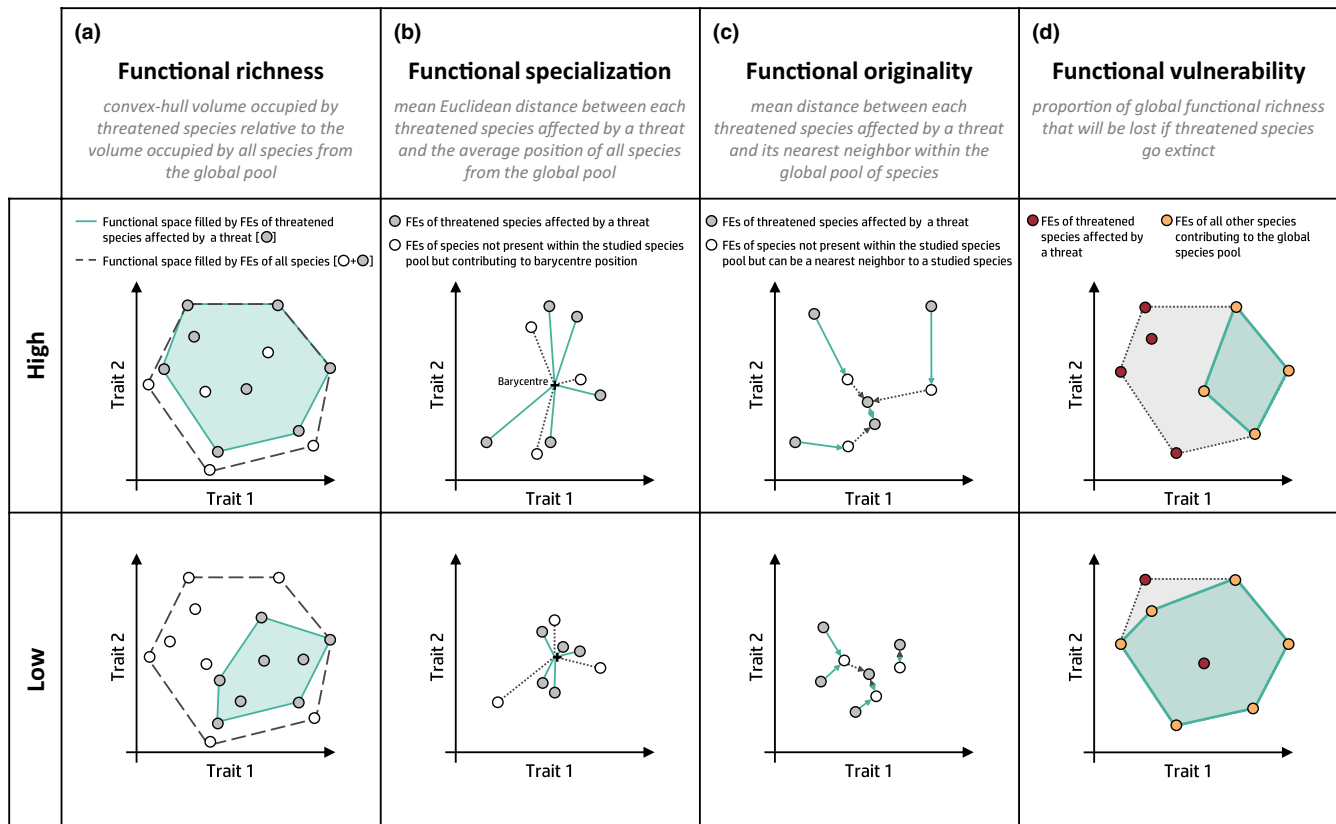 (a)
Functional richness
convex-hull volume occupied by
threatened species relative to the
volume occupied by all species from
the global pool
(b)
Functional specialization
mean Euclidean distance between each
threatened species affected by a threat
and the average position of all species
from the global pool
(c)
Functional originality
mean distance between each
threatened species affected by a threat
and its nearest neighbor within the
global pool of species
(d)
Functional vulnerability
proportion of global functional richness
that will be lost if threatened species
go extinct
High
Functional space filled by FEs of threatened
species affected by a threat [ ]
Functional space filled by FEs of all species [ + ]
Trait 2
Trait 1
FEs of threatened species affected by a threat
FEs of species not present within the studied species
pool but contributing to barycentre position
Barycentre
Trait 2
Trait 1
FEs of threatened species affected by a threat
FEs of species not present within the studied species
pool but can be a nearest neighbor to a studied species
Trait 2
Trait 1
FEs of threatened
species affected by
a threat
FEs of all other species
contributing to the global
species pool
Trait 2
Trait 1
Low
Trait 2
Trait 1
Trait 2
Trait 1
Trait 2
Trait 1
Trait 2
Trait 1